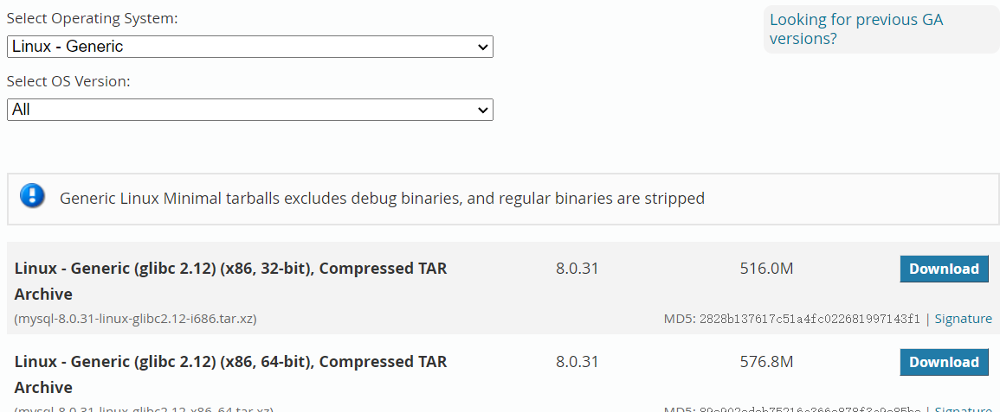 Select Operating System:
Looking for previous GA
versions?
Linux - Generic
Select OS Version:
All
Generic Linux Minimal tarballs excludes debug binaries, and regular binaries are stripped
Linux - Generic (glibc 2.12) (x86, 32-bit), Compressed TAR
Archive
8.0.31
516.0M
Download
(mysql-8.0.31-linux-glibc2.12-i686.tar.xz)
MD5: 2828b137617c51a4fc022681997143f1 | Signature
Linux - Generic (glibc 2.12) (x86, 64-bit), Compressed TAR
Archive
8.0.31
576.8M
Download
(mysql-8.0.31-linux-glibc2.12-x86_64.tar.xz)
MD5: | Signature